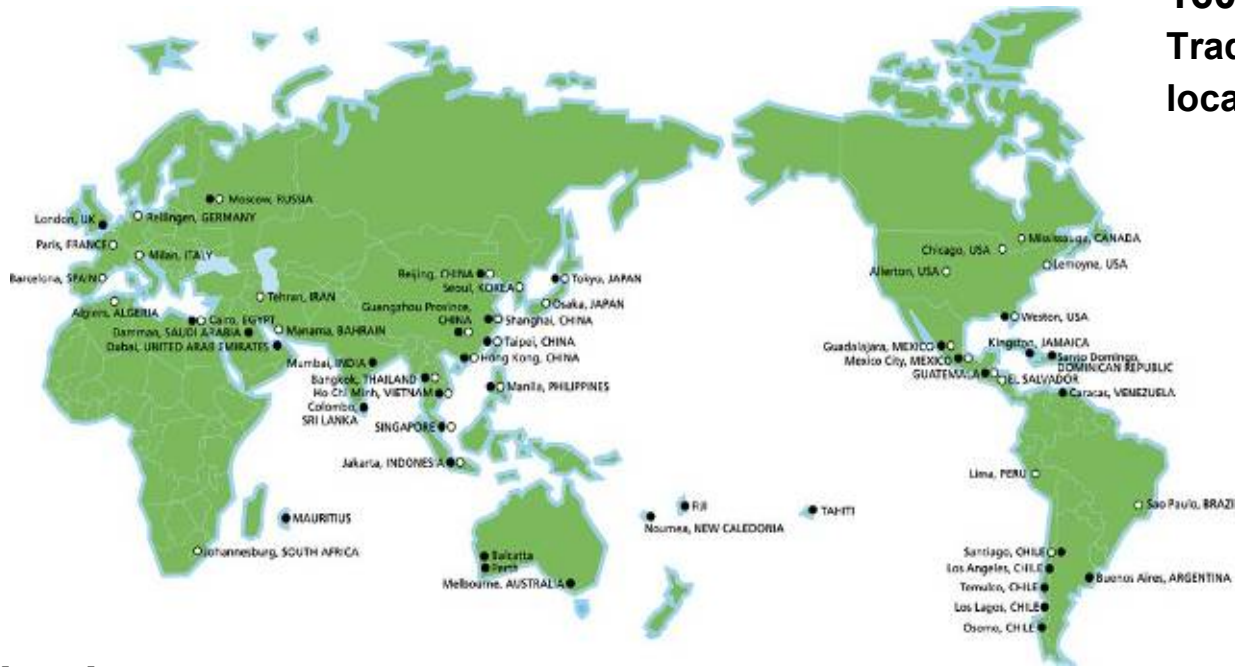 Moscow, RUSSIA
London, UK
Rellingen, GERMANY
Paris, FRANCE
Milan, ITALY
Barcelona, SPAIN
Algiers, ALGERIA
Tehran, IRAN
Cairo, EGYPT
Damman, SAUDI ARABIA
Manama, BAHRAIN
Dubai, UNITED ARAB EMIRATES
Beijing, CHINA
Seoul, KOREA
Tokyo, JAPAN
Osaka, JAPAN
Guangzhou Province,
CHINA
Shanghai, CHINA
Taipei, CHINA
Hong Kong, CHINA
Mumbai, INDIA
Bangkok, THAILAND
Ho Chi Minh, VIETNAM
Manila, PHILIPPINES
Colombo,
SRI LANKA
SINGAPORE
Jakarta, INDONESIA
MAURITIUS
Johannesburg, SOUTH AFRICA
Balcatta
Perth
Melbourne, AUSTRALIA
FIJI
Noumea, NEW CALEDONIA
TAHITI
Mississauga, CANADA
Chicago, USA
Lemoyne, USA
Allerton, USA
Weston, USA
Guadalajara, MEXICO
Kingston, JAMAICA
Mexico City, MEXICO
Santo Domingo,
DOMINICAN REPUBLIC
GUATEMALA
EL SALVADOR
Caracas, VENEZUELA
Lima, PERU
Sao Paulo, BRAZI
Santiago, CHILE
Los Angeles, CHILE
Buenos Aires, ARGENTINA
Temulco, CHILE
Los Lagos, CHILE
Osorno, CHILE
Trac
loca